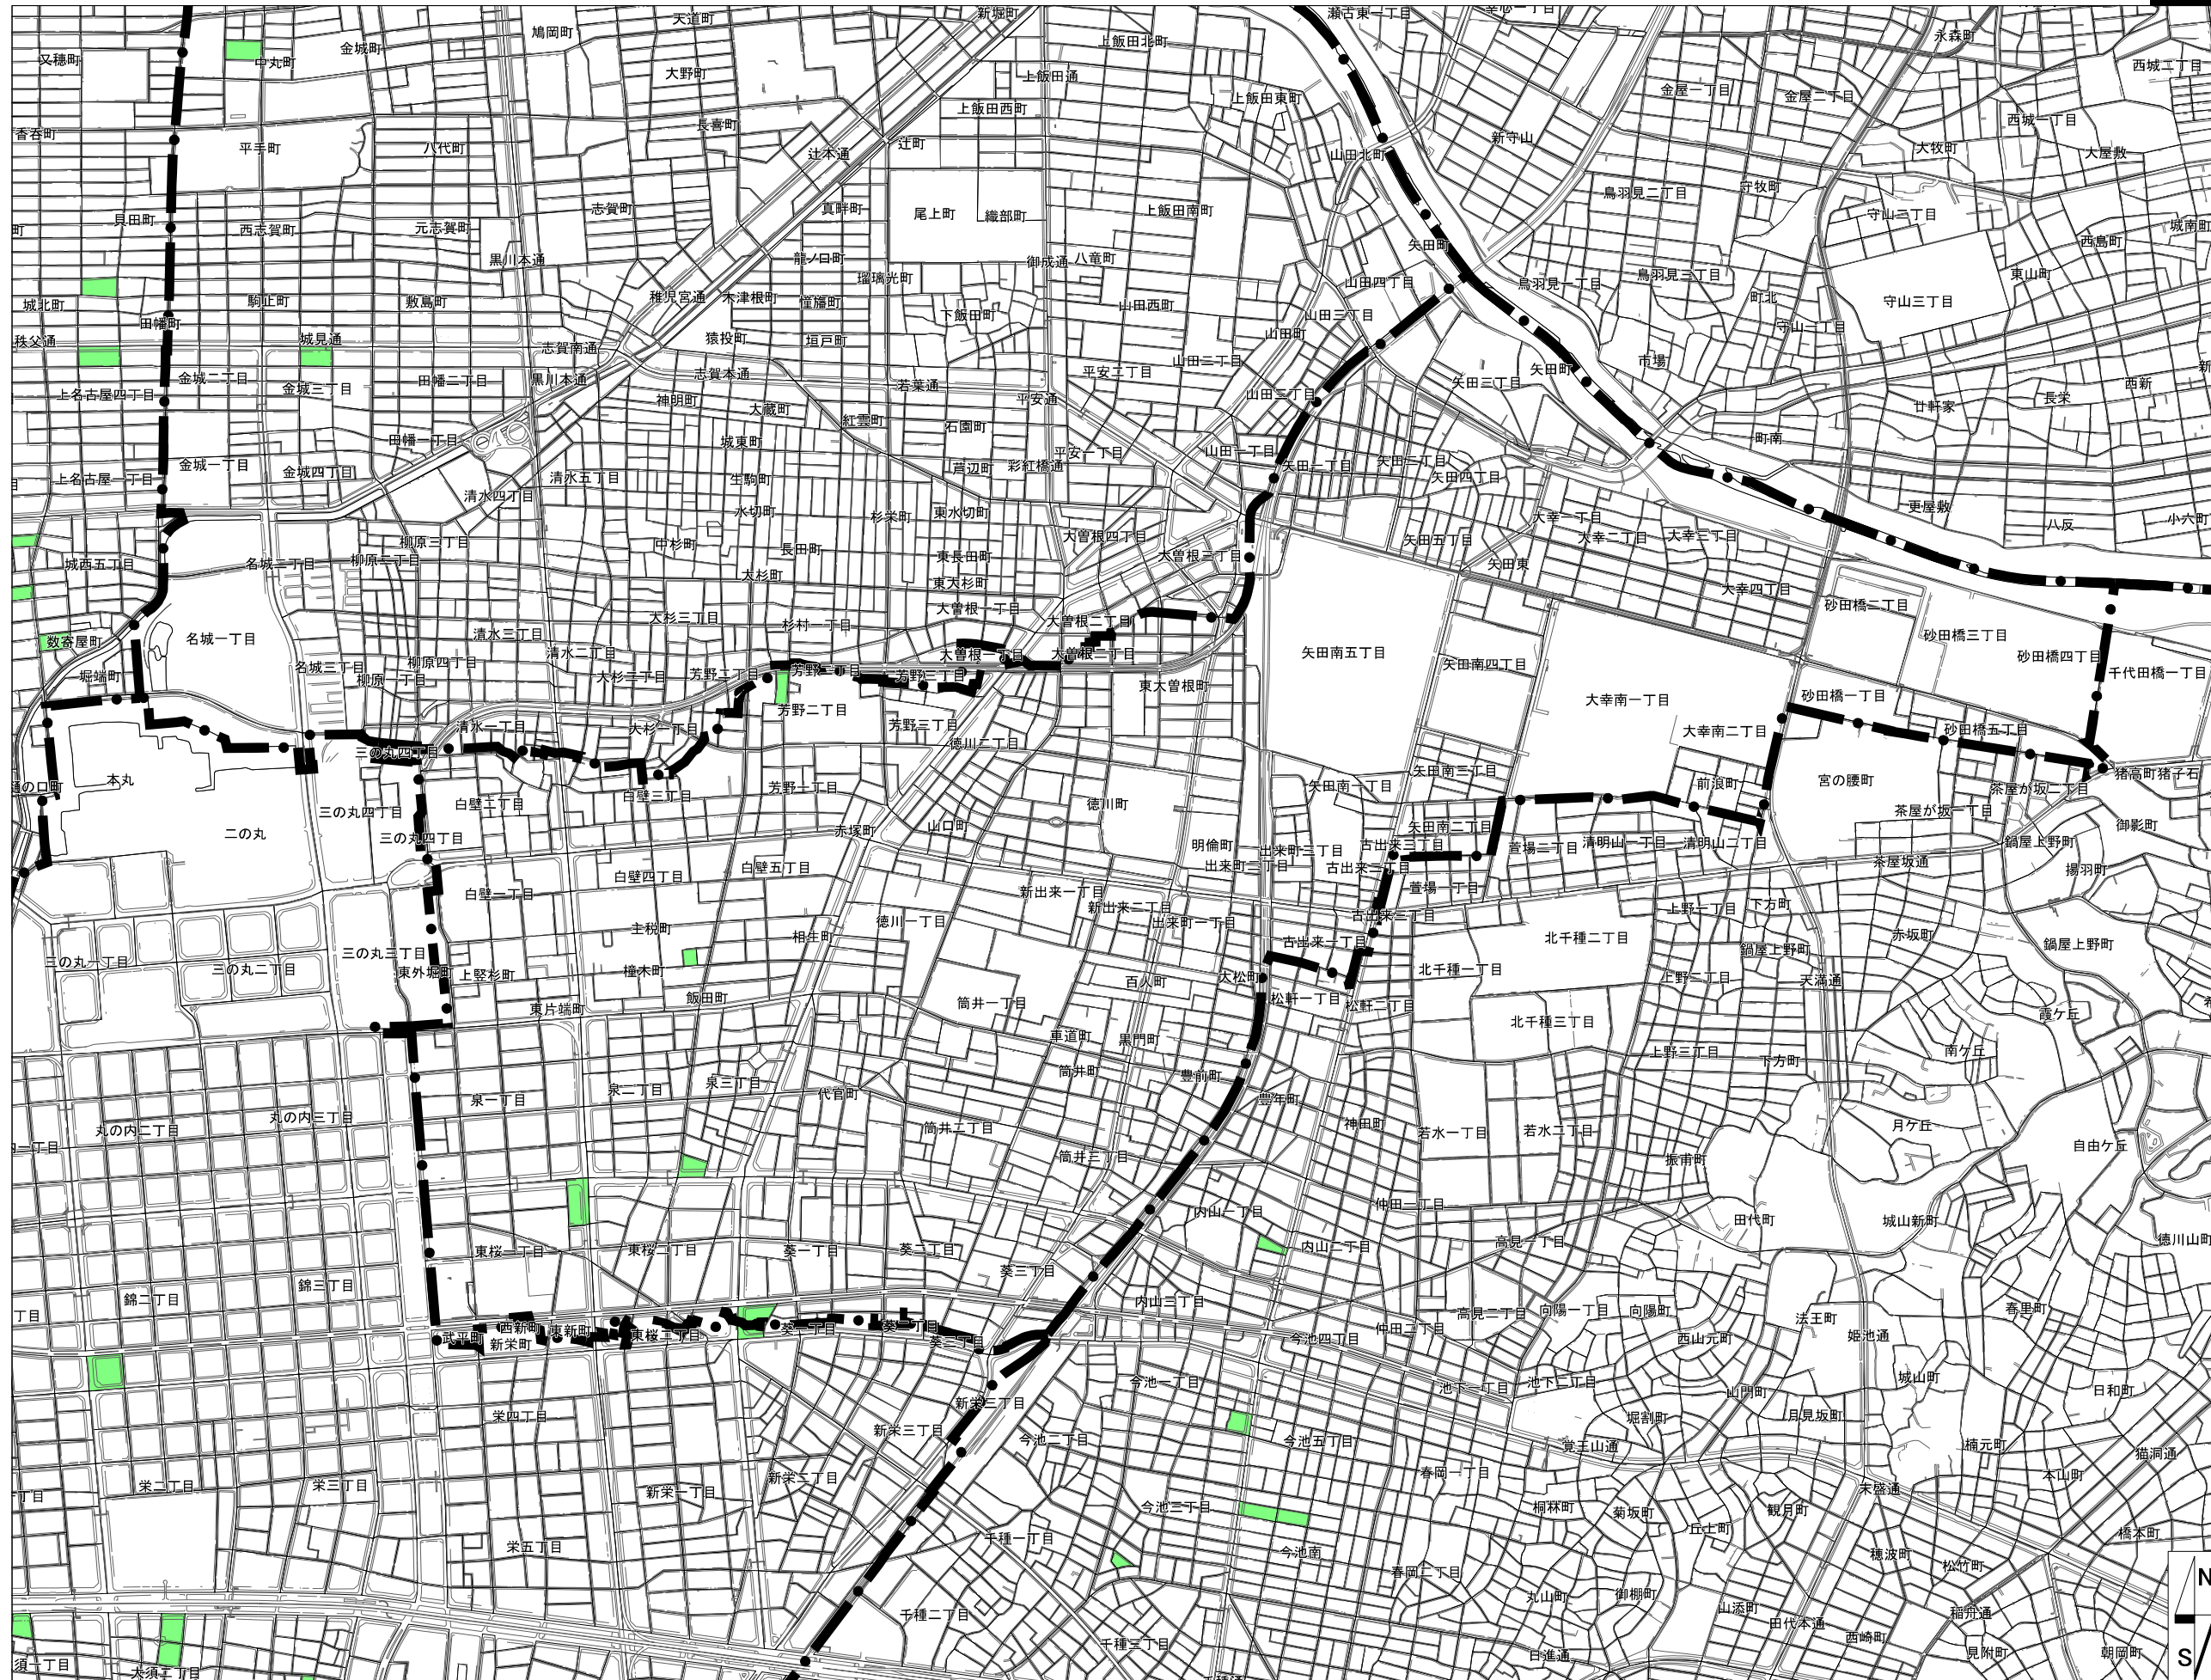 天道町
新堀町
瀬古東一丁目
又穂町
中丸町
金城町
鳩岡町
大野町
上飯田北町
上飯田通
永森町
西城二丁目
上飯田東町
金屋一丁目
金屋二丁目
上飯田西町
西城一丁目
香呑町
平手町
八代町
長喜町
辻本通
辻町
山田北町
新守山
大牧町
大屋敷
貝田町
西志賀町
元志賀町
志賀町
真畔町
尾上町
織部町
上飯田南町
鳥羽見二丁目
守牧町
守山二丁目
城南町
西島町
黒川本通
龍ノ口町
瑠璃光町
御成通
八竜町
矢田町
山田四丁目
鳥羽見一丁目
鳥羽見三丁目
東山町
城北町
駒止町
敷島町
稚児宮通
木津根町
憧旛町
下飯田町
山田西町
町北
守山三丁目
田幡町
秩父通
城見通
志賀南通
猿投町
垣戸町
山田町
山田三丁目
守山一丁目
市場
上名古屋四丁目
金城二丁目
金城三丁目
田幡二丁目
黒川本通
志賀本通
若葉通
平安二丁目
山田二丁目
矢田三丁目
矢田町
西新
長栄
神明町
太蔵町
紅雲町
平安通
山田二丁目
廿軒家
田幡一丁目
城東町
石園町
平安一丁目
山田一丁目
町南
上名古屋一丁目
金城一丁目
金城四丁目
清水四丁目
清水五丁目
生駒町
芦辺町
彩紅橋通
矢田一丁目
矢田二丁目
矢田四丁目
水切町
杉栄町
東水切町
大幸一丁目
更屋敷
八反
小六町
城西五丁目
名城二丁目
柳原三丁目
柳原二丁目
中杉町
長田町
東長田町
大曽根四丁目
大曽根三丁目
矢田五丁目
矢田東
大幸二丁目
大幸三丁目
大杉町
東大杉町
大幸四丁目
砂田橋二丁目
数寄屋町
名城一丁目
清水三丁目
大杉三丁目
杉村一丁目
大曽根一丁目
大曽根二丁目
砂田橋三丁目
堀端町
名城三丁目
柳原四丁目
柳原一丁目
清水二丁目
大杉二丁目
芳野二丁目
芳野二丁目
芳野三丁目
大曽根一丁目
大曽根二丁目
東大曽根町
矢田南五丁目
矢田南四丁目
砂田橋四丁目
千代田橋一丁目
大幸南一丁目
砂田橋一丁目
清水一丁目
大杉一丁目
芳野二丁目
芳野三丁目
徳川二丁目
大幸南二丁目
砂田橋五丁目
三の丸四丁目
樋の口町
本丸
白壁三丁目
芳野一丁目
矢田南一丁目
矢田南三丁目
前浪町
宮の腰町
猪高町猪子石
茶屋が坂二丁目
三の丸四丁目
白壁二丁目
徳川町
茶屋が坂一丁目
二の丸
三の丸四丁目
赤塚町
山口町
明倫町
出来町三丁目
古出来三丁目
矢田南二丁目
萱場二丁目
清明山一丁目
清明山二丁目
鍋屋上野町
御影町
白壁一丁目
白壁四丁目
白壁五丁目
出来町二丁目
古出来二丁目
茶屋坂通
揚羽町
新出来一丁目
新出来二丁目
出来町一丁目
古出来三丁目
上野一丁目
下方町
主税町
相生町
徳川一丁目
古出来一丁目
北千種二丁目
鍋屋上野町
赤坂町
鍋屋上野町
三の丸一丁目
三の丸二丁目
三の丸三丁目
東外堀町
上竪杉町
橦木町
飯田町
百人町
大松町
北千種一丁目
上野二丁目
天満通
東片端町
筒井一丁目
松軒一丁目
松軒二丁目
北千種三丁目
霞ケ丘
車道町
黒門町
上野三丁目
下方町
南ケ丘
丸の内二丁目
丸の内三丁目
泉一丁目
泉二丁目
泉三丁目
代官町
筒井町
豊前町
豊年町
筒井二丁目
神田町
若水一丁目
若水二丁目
月ケ丘
自由ケ丘
筒井三丁目
振甫町
内山一丁目
仲田一丁目
田代町
城山新町
徳川山町
東桜一丁目
東桜二丁目
葵一丁目
葵二丁目
葵三丁目
内山二丁目
高見一丁目
錦二丁目
錦三丁目
内山三丁目
高見二丁目
向陽一丁目
向陽町
法王町
春里町
武平町
西新町
東新町
新栄町
東桜二丁目
葵一丁目
葵二丁目
今池四丁目
仲田二丁目
西山元町
姫池通
今池一丁目
池下一丁目
池下二丁目
山門町
城山町
日和町
栄四丁目
新栄三丁目
新栄三丁目
今池二丁目
今池五丁目
堀割町
月見坂町
覚王山通
楠元町
猫洞通
栄二丁目
栄三丁目
新栄一丁目
新栄二丁目
今池三丁目
春岡一丁目
桐林町
菊坂町
観月町
末盛通
本山町
栄五丁目
千種一丁目
今池南
春岡二丁目
丘上町
穂波町
松竹町
橋本町
千種二丁目
千種三丁目
丸山町
御棚町
山添町
田代本通
西崎町
稲舟通
見附町
朝岡町
大須二丁目
日進通
N
S